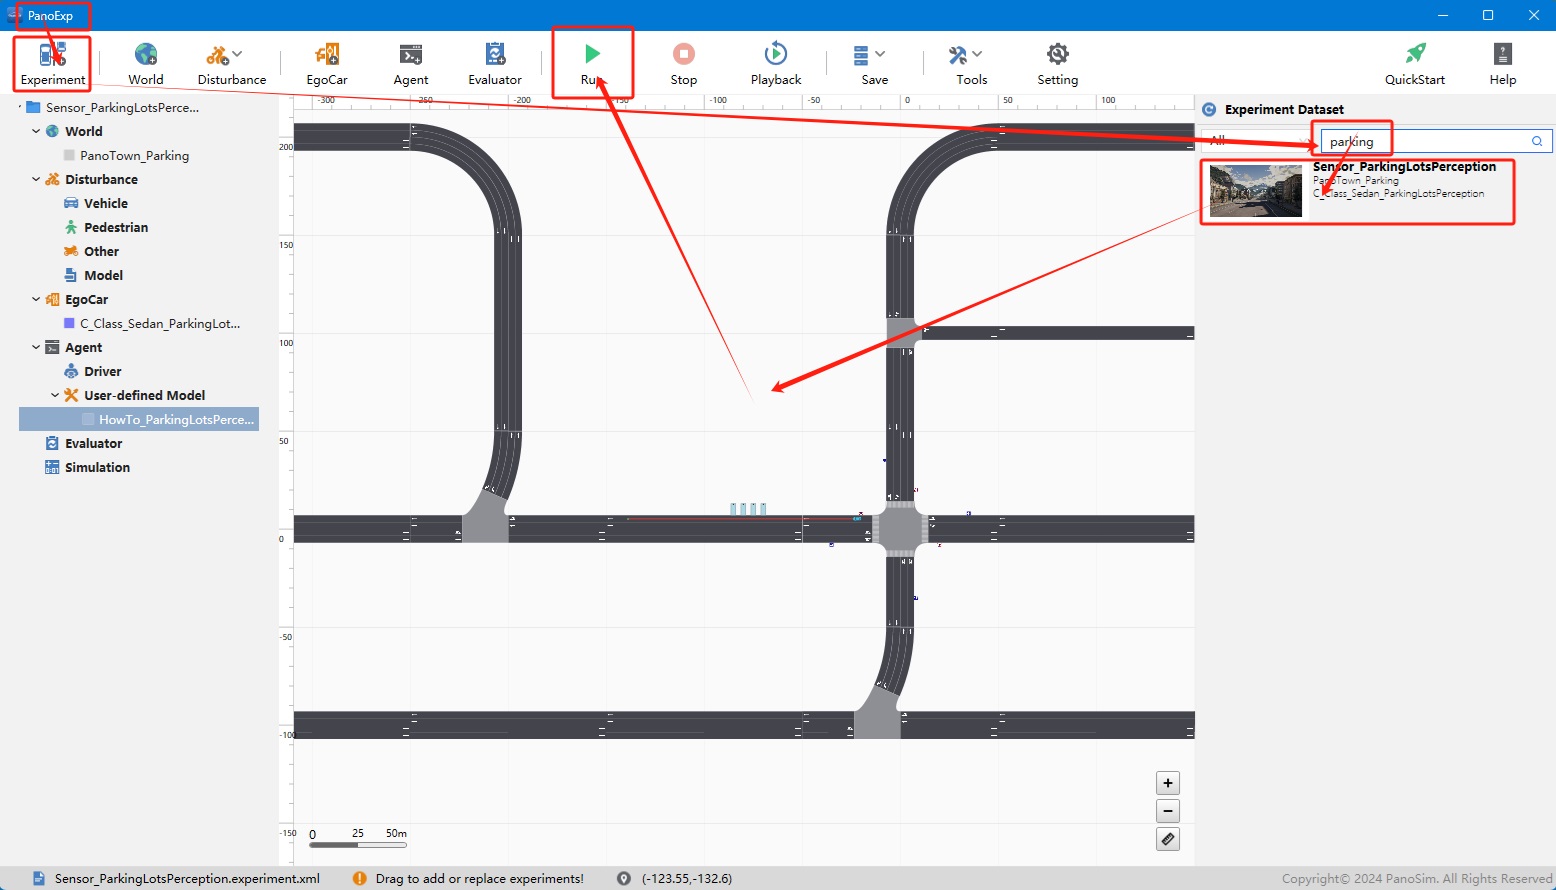 PanoExp
Experiment
World
Disturbance
EgoCar
Agent
Evaluator
Run
Stop
Playback
Save
Tools
Setting
QuickStart
Help
Sensor_ParkingLotsPerce...
World
PanoTown_Parking
Disturbance
Vehicle
Pedestrian
Other
Model
EgoCar
C_Class_Sedan_ParkingLot...
Agent
Driver
User-defined Model
HowTo_ParkingLotsPerce...
Evaluator
Simulation
-300
-250
-200
-150
-100
-50
0
50
100
200
150
100
50
0
-50
-100
-150
0 25 50m
+
−
Experiment Dataset
All
parking
Sensor_ParkingLotsPerception
PanoTown_Parking
C_Class_Sedan_ParkingLotsPerception
Sensor_ParkingLotsPerception.experiment.xml
Drag to add or replace experiments!
(-123.55,-132.6)
Copyright© 2024 PanoSim. All Rights Reserved